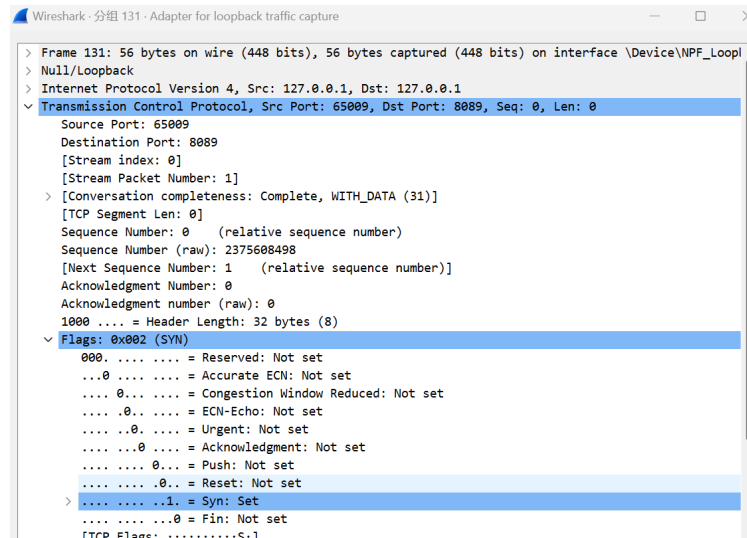 Wireshark · 分组 131 · Adapter for loopback traffic capture
Frame 131: 56 bytes on wire (448 bits), 56 bytes captured (448 bits) on interface \Device\NPF_Loopl
Null/Loopback
Internet Protocol Version 4, Src: 127.0.0.1, Dst: 127.0.0.1
Transmission Control Protocol, Src Port: 65009, Dst Port: 8089, Seq: 0, Len: 0
Source Port: 65009
Destination Port: 8089
[Stream index: 0]
[Stream Packet Number: 1]
[Conversation completeness: Complete, WITH_DATA (31)]
[TCP Segment Len: 0]
Sequence Number: 0    (relative sequence number)
Sequence Number (raw): 2375608498
[Next Sequence Number: 1    (relative sequence number)]
Acknowledgment Number: 0
Acknowledgment number (raw): 0
1000 .... = Header Length: 32 bytes (8)
Flags: 0x002 (SYN)
000. .... .... = Reserved: Not set
...0 .... .... = Accurate ECN: Not set
.... 0... .... = Congestion Window Reduced: Not set
.... .0.. .... = ECN-Echo: Not set
.... ..0. .... = Urgent: Not set
.... ...0 .... = Acknowledgment: Not set
.... .... 0... = Push: Not set
.... .... .0.. = Reset: Not set
.... .... ..1. = Syn: Set
.... .... ...0 = Fin: Not set
[TCP Flags: ··········S·]